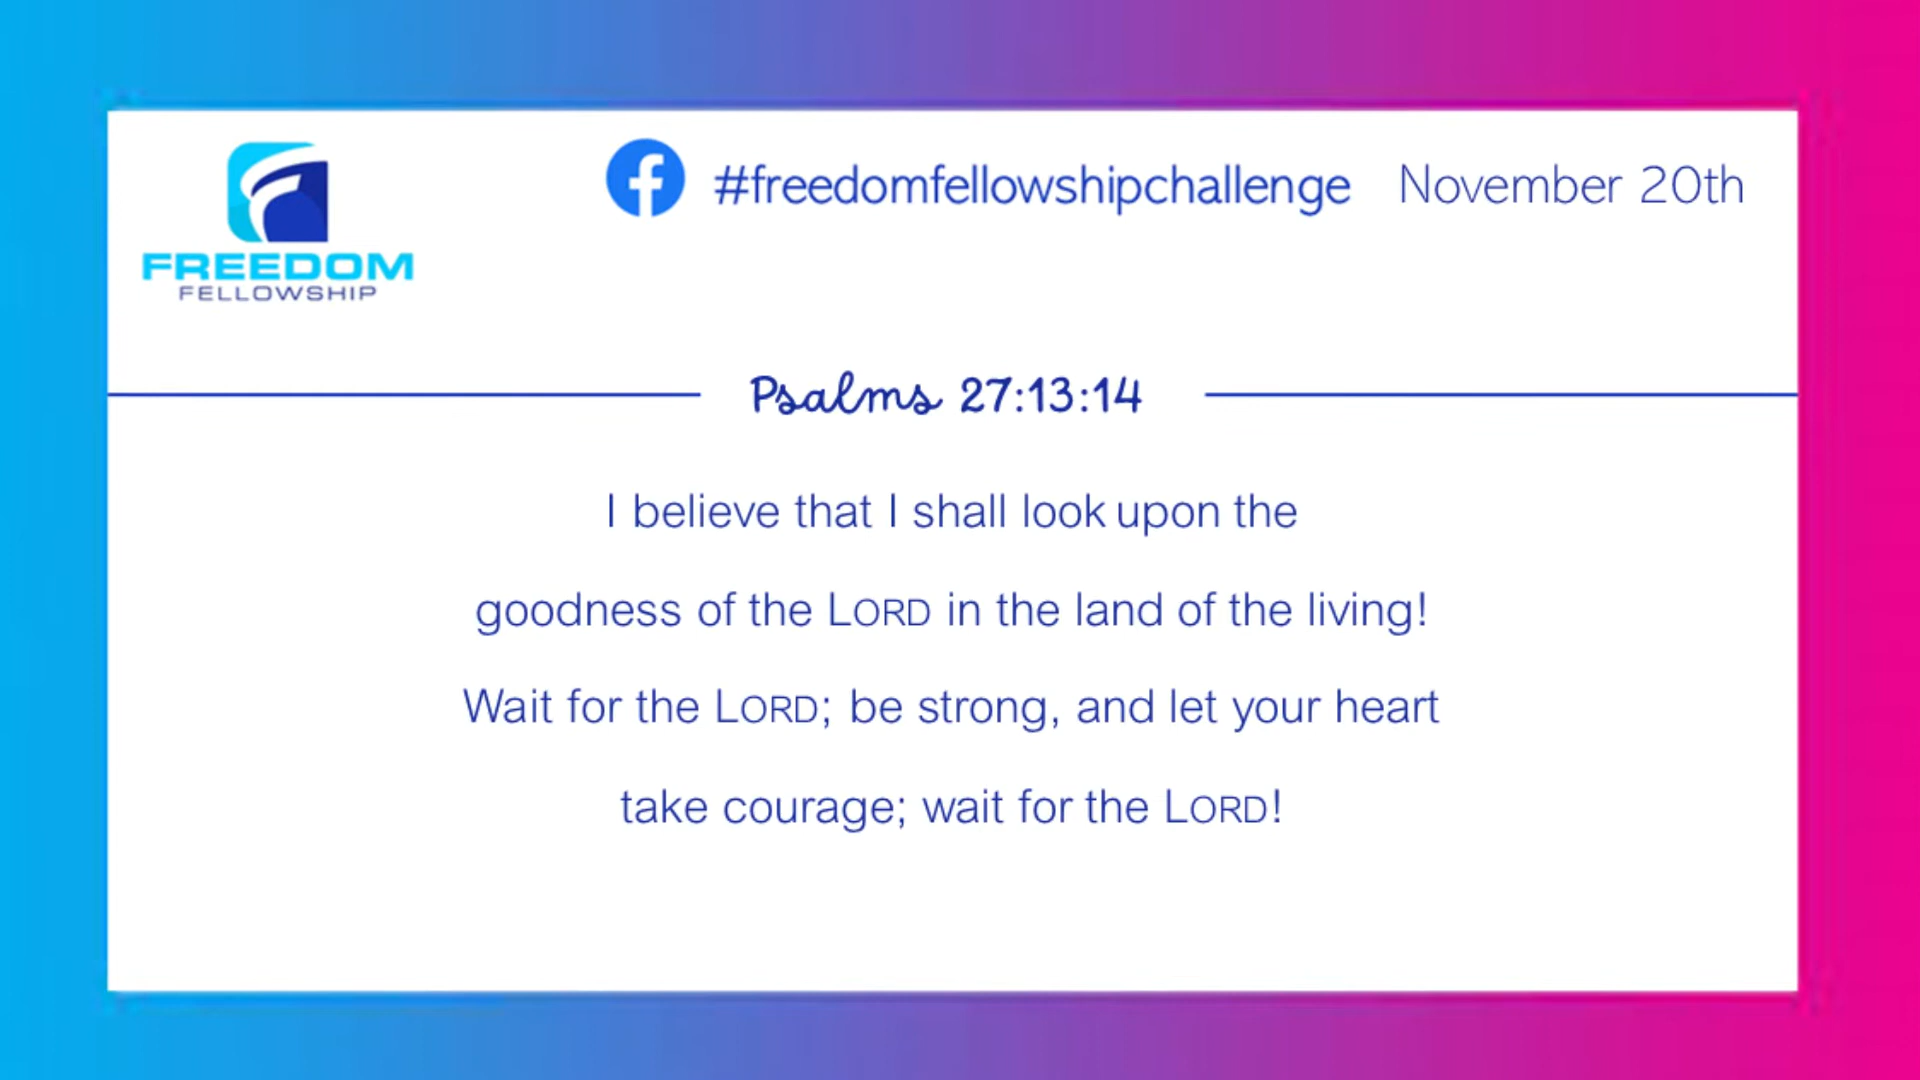 FREEDOM
FELLOWSHIP
#freedomfellowshipchallenge November 20th
Psalms 27:13:14
I believe that I shall look upon the
goodness of the LORD in the land of the living!
Wait for the LORD; be strong, and let your heart
take courage; wait for the LORD!